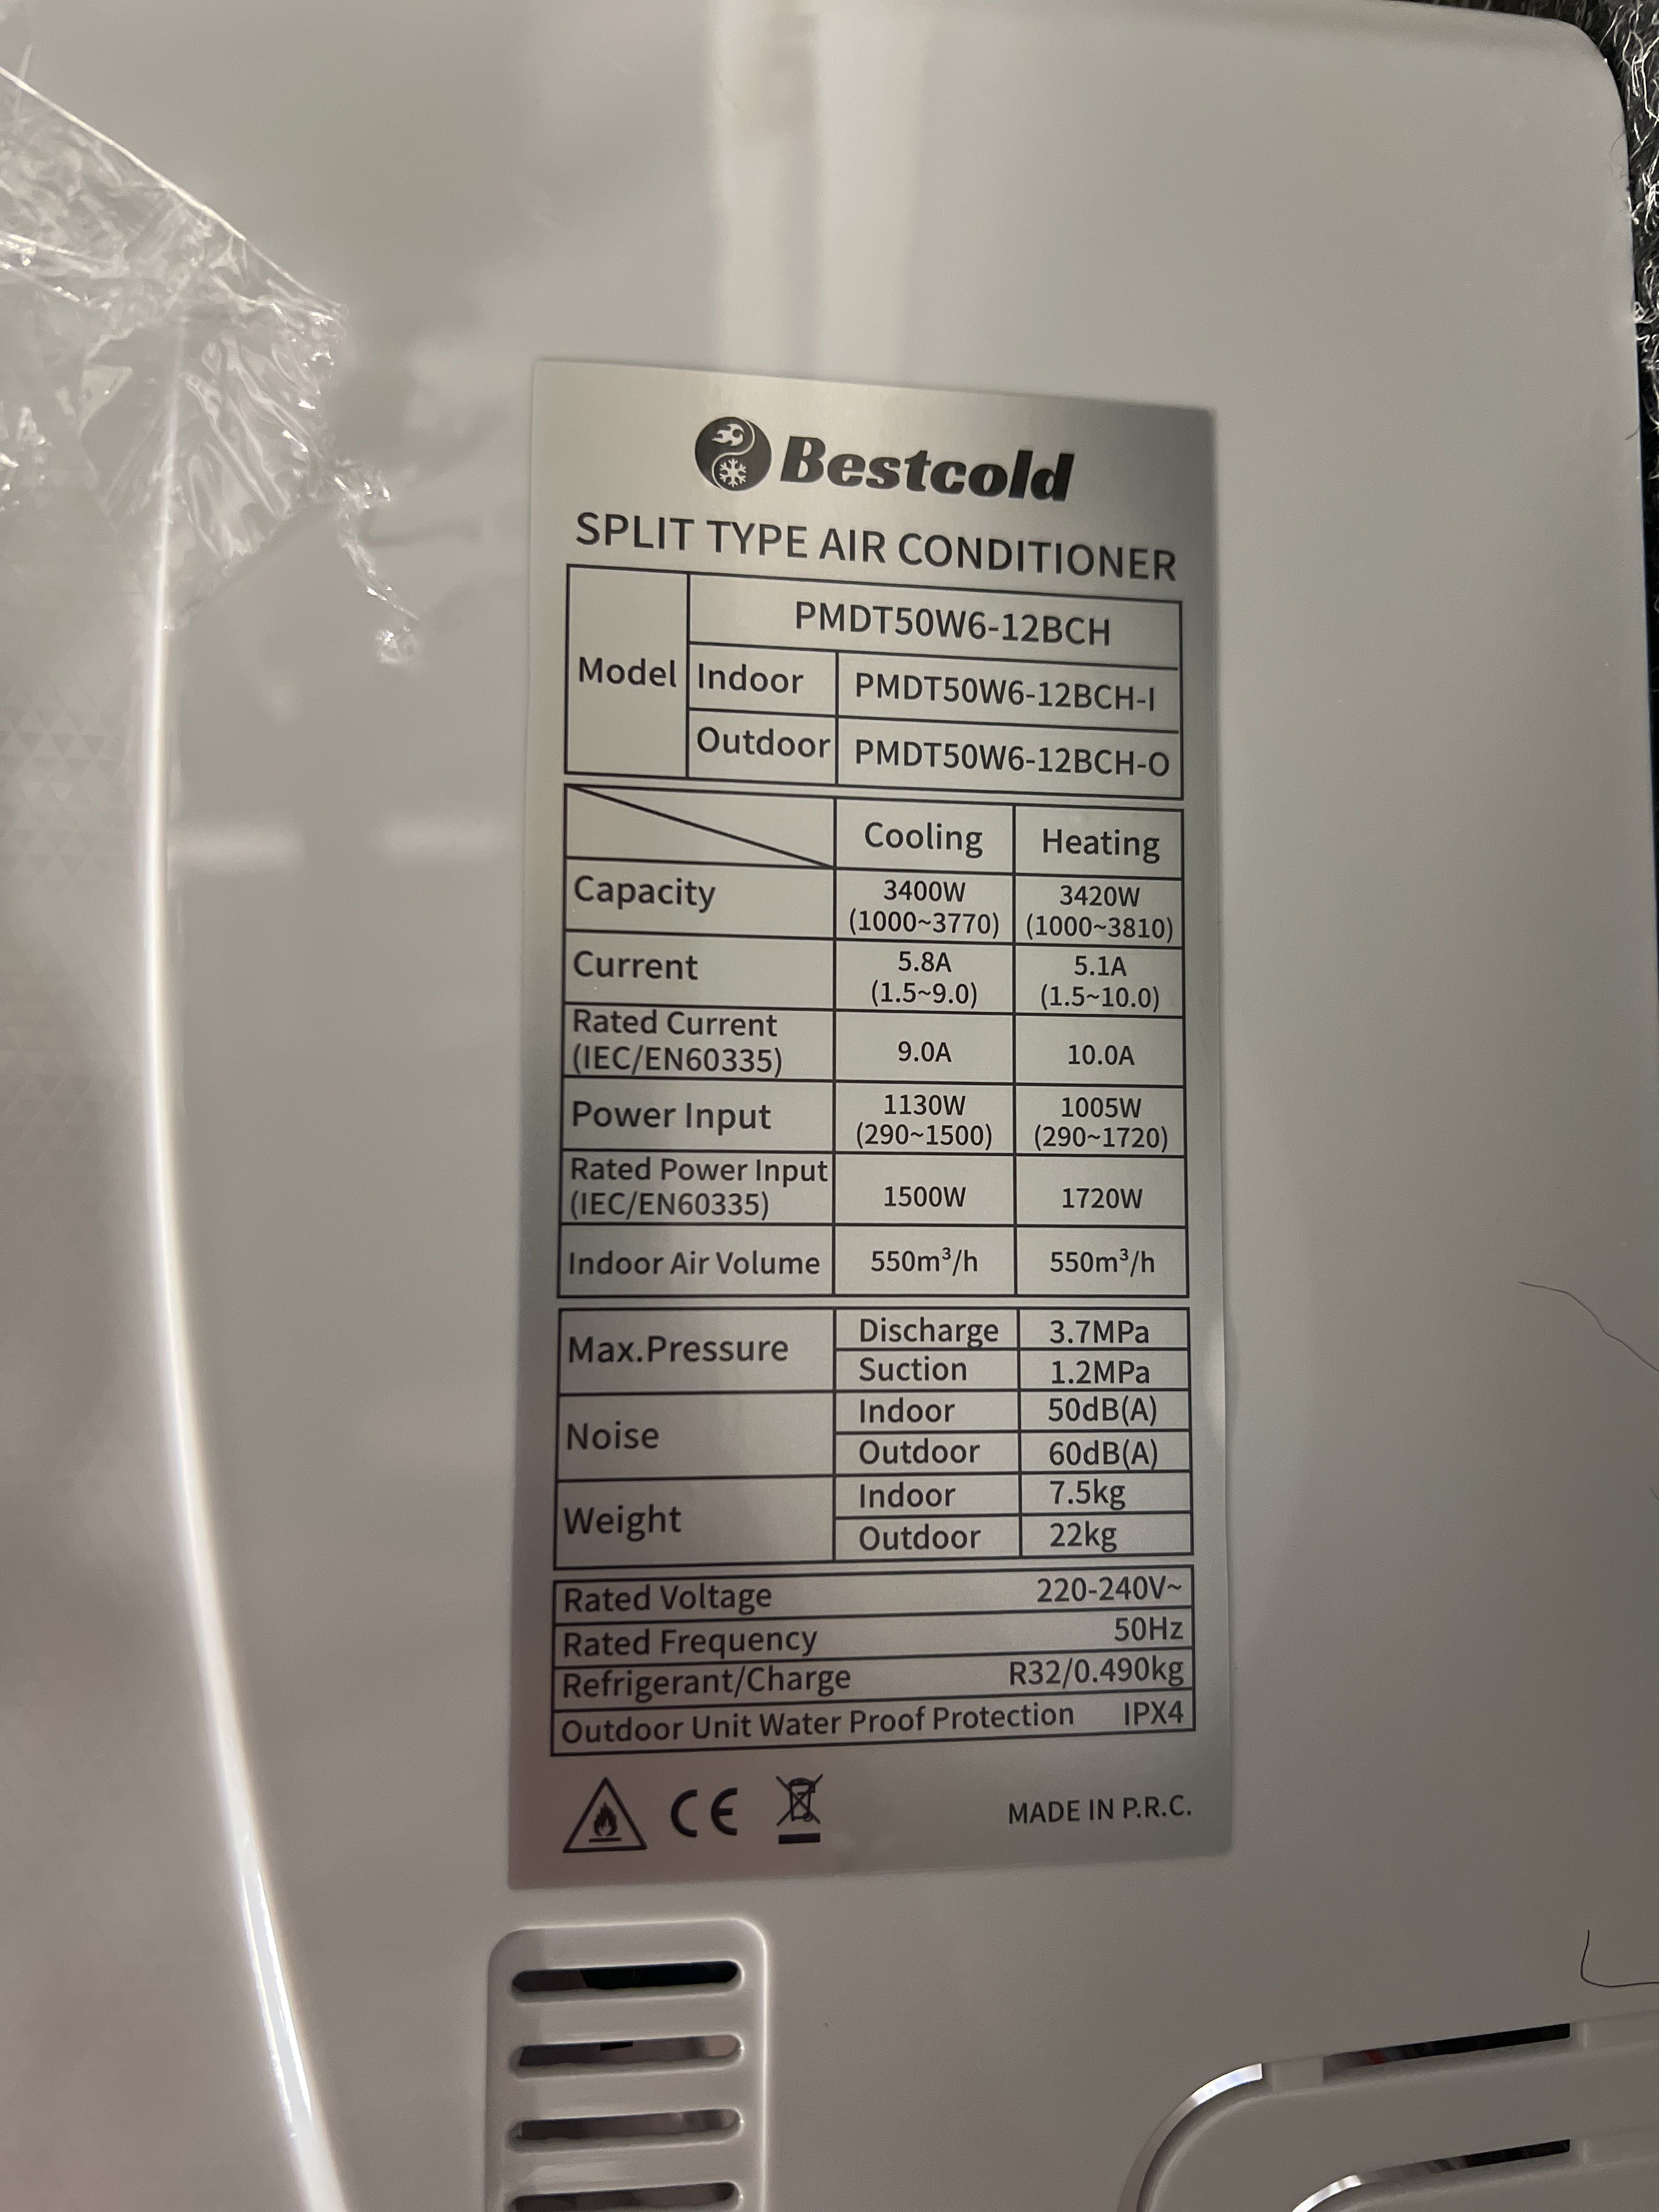 Bestcold
SPLIT TYPE AIR CONDITIONER
Model PMDT50W6-12BCH
Indoor PMDT50W6-12BCH-I
Outdoor PMDT50W6-12BCH-O
Cooling Heating
Capacity 3400W (1000~3770) 3420W (1000~3810)
Current 5.8A (1.5~9.0) 5.1A (1.5~10.0)
Rated Current (IEC/EN60335) 9.0A 10.0A
Power Input 1130W (290~1500) 1005W (290~1720)
Rated Power Input (IEC/EN60335) 1500W 1720W
Indoor Air Volume 550m³/h 550m³/h
Max.Pressure Discharge 3.7MPa
Suction 1.2MPa
Noise Indoor 50dB(A)
Outdoor 60dB(A)
Weight Indoor 7.5kg
Outdoor 22kg
Rated Voltage 220-240V~
Rated Frequency 50Hz
Refrigerant/Charge R32/0.490kg
Outdoor Unit Water Proof Protection IPX4
CE MADE IN P.R.C.